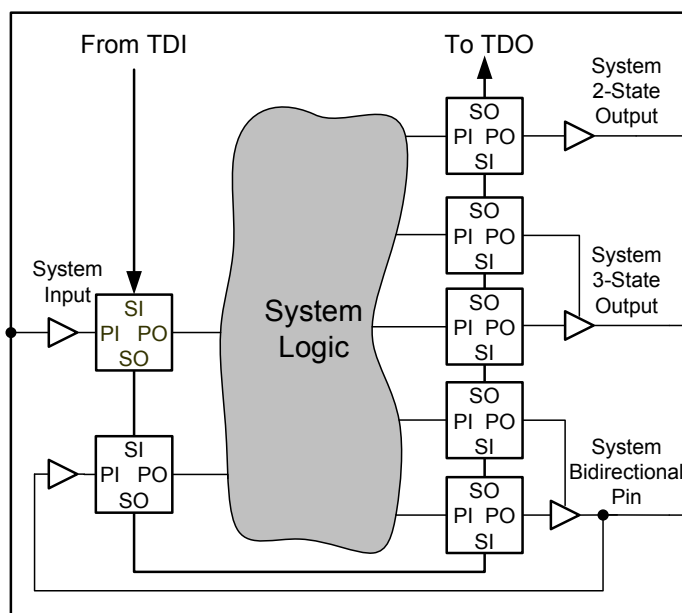 From TDI
To TDO
System
2-State
Output
SO
PI PO
SI
SO
PI PO
SI
System
3-State
Output
System
Input
SI
PI PO
SO
System
Logic
SO
PI PO
SI
SO
PI PO
SI
SI
PI PO
SO
System
Bidirectional
Pin
SO
PI PO
SI